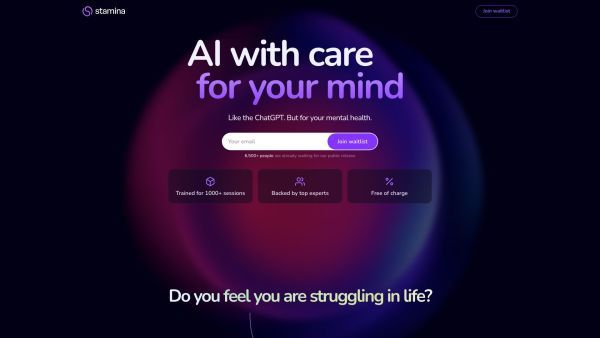 stamina
Join waitlist
AI with care
for your mind
Like the ChatGPT. But for your mental health.
Your email
Join waitlist
6,500+ people are already waiting for our public release
Trained for 1000+ sessions
Backed by top experts
Free of charge
Do you feel you are struggling in life?